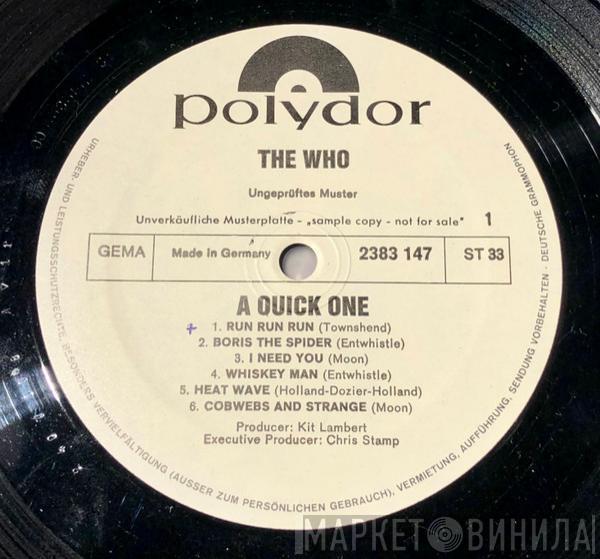 polydor
THE WHO
Ungeprüftes Muster
Unverkäufliche Musterplatte - „sample copy - not for sale" 1
GEMA Made in Germany 2383 147 ST 33
A QUICK ONE
+ 1. RUN RUN RUN (Townshend)
2. BORIS THE SPIDER (Entwhistle)
3. I NEED YOU (Moon)
4. WHISKEY MAN (Entwhistle)
5. HEAT WAVE (Holland-Dozier-Holland)
6. COBWEBS AND STRANGE (Moon)
Producer: Kit Lambert
Executive Producer: Chris Stamp
URHEBER- UND LEISTUNGSSCHUTZRECHTE, BESONDERS VERVIELFÄLTIGUNG (AUSSER ZUM PERSÖNLICHEN GEBRAUCH), VERMIETUNG, AUFFÜHRUNG, SENDUNG VORBEHALTEN · DEUTSCHE GRAMMOPHON
МАРКЕТ ВИНИЛА